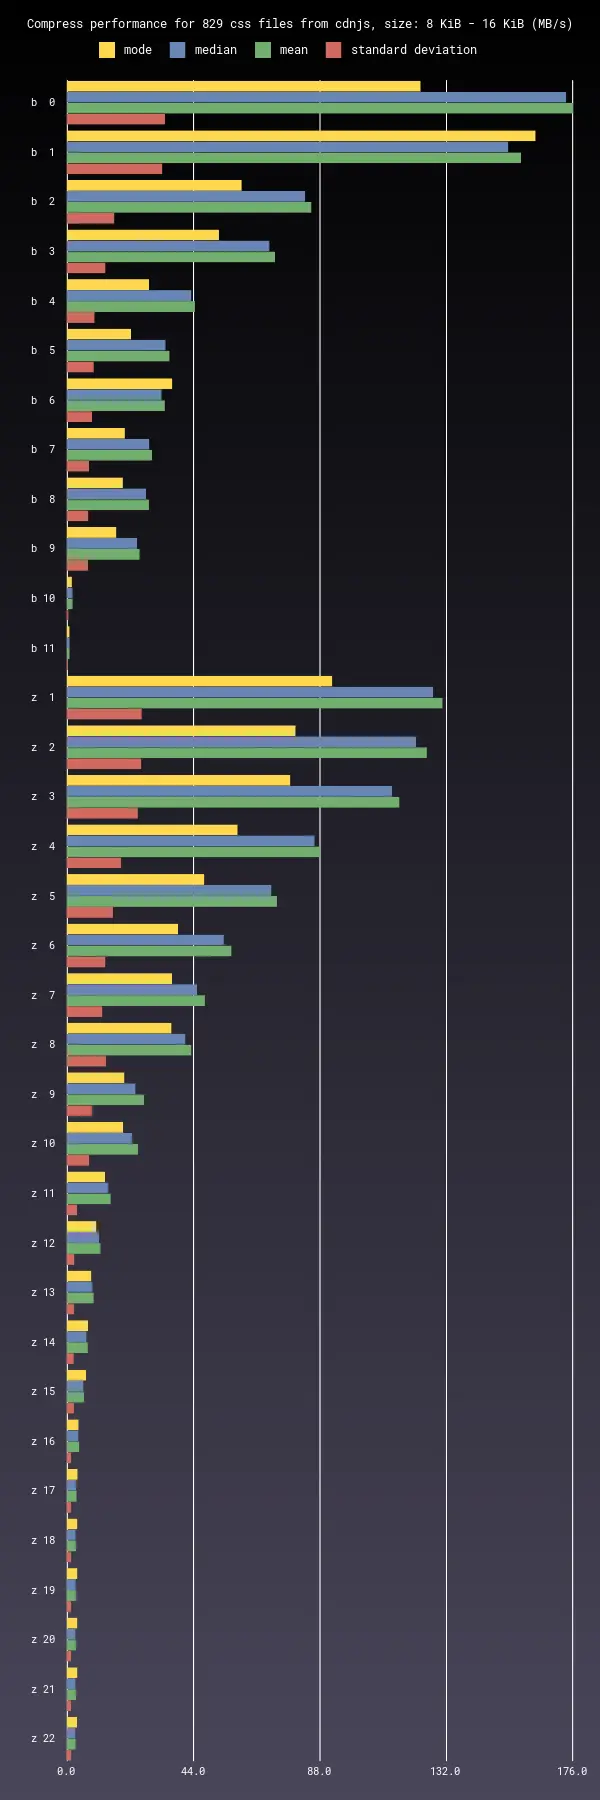 Compress performance for 829 css files from cdnjs, size: 8 KiB - 16 KiB (MB/s)
mode median mean standard deviation
b 0
b 1
b 2
b 3
b 4
b 5
b 6
b 7
b 8
b 9
b 10
b 11
z 1
z 2
z 3
z 4
z 5
z 6
z 7
z 8
z 9
z 10
z 11
z 12
z 13
z 14
z 15
z 16
z 17
z 18
z 19
z 20
z 21
z 22
0.0 44.0 88.0 132.0 176.0